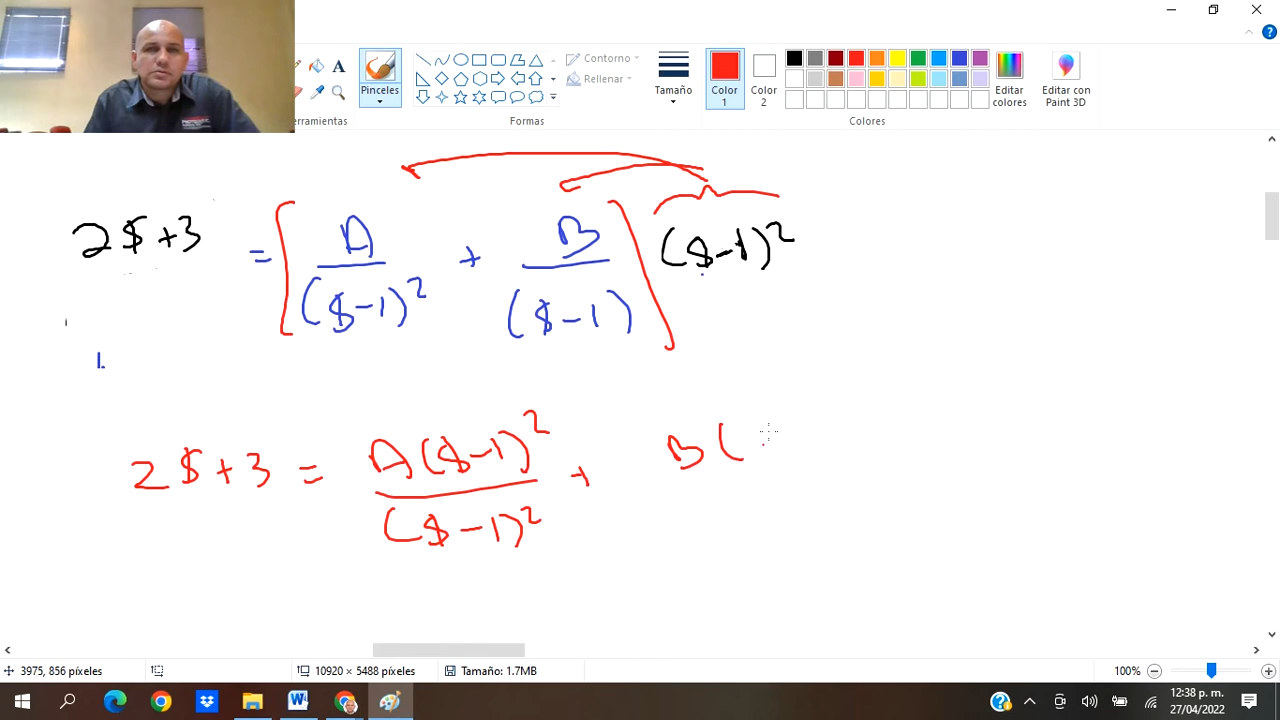 Contorno
Rellenar
Pinceles
Tamaño
Color
1
Color
2
Editar
colores
Editar con
Paint 3D
erramientas
Formas
Colores
2$+3 = [ A/($-1)² + B/($-1) ] ($-1)²
2$+3 = A($-1)²/($-1)² + B(
3975, 856 píxeles
10920 × 5488 píxeles
Tamaño: 1.7MB
100%
12:38 p. m.
27/04/2022